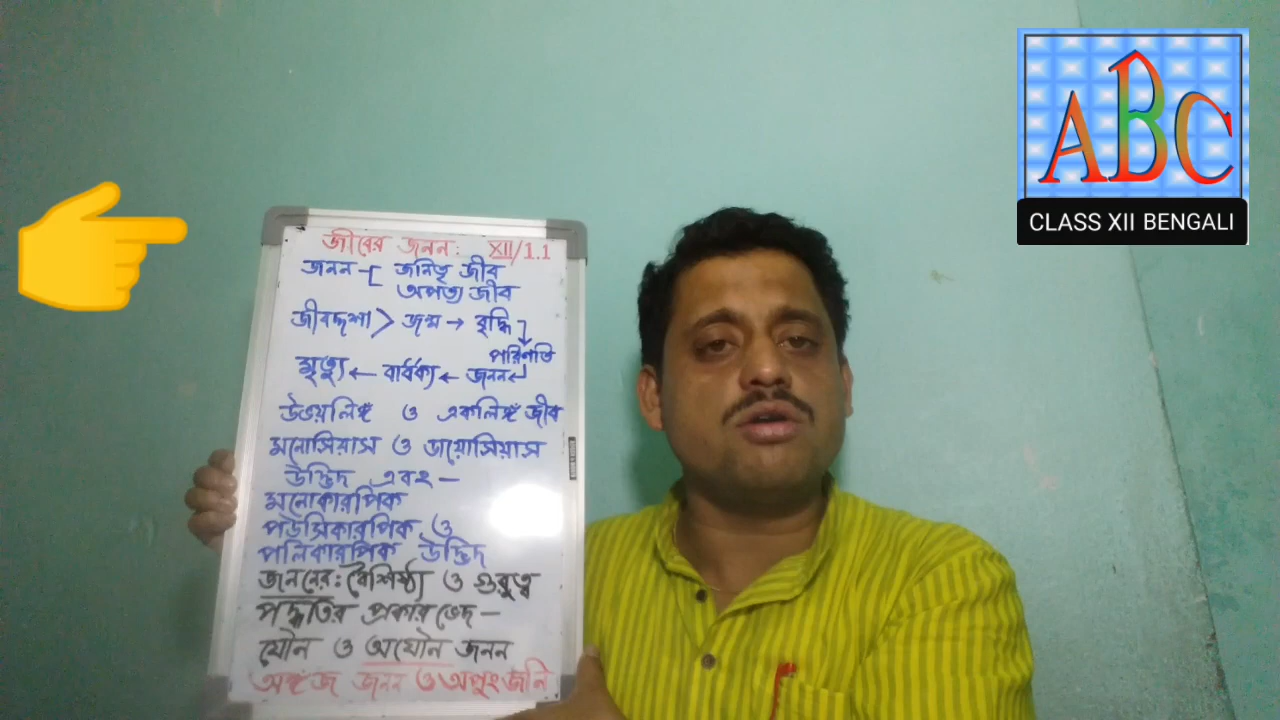 জীবের জনন: XII/1.1
জনন - [ জনিতৃ জীব
অপত্য জীব
জীবদ্দশা > জন্ম → বৃদ্ধি
পরিণতি
মৃত্যু ← বার্ধক্য ← জনন ←
উভয়লিঙ্গ ও একলিঙ্গ জীব
মনোসিয়াস ও ডায়োসিয়াস
উদ্ভিদ এবং -
মনোকারপিক
পউসিকারপিক ও
পলিকারপিক উদ্ভিদ
জননের: বৈশিষ্ঠ্য ও গুরুত্ব
পদ্ধতির প্রকারভেদ -
যৌন ও অযৌন জনন
অঙ্গজ জনন ও অপুংজনি
ABC
CLASS XII BENGALI